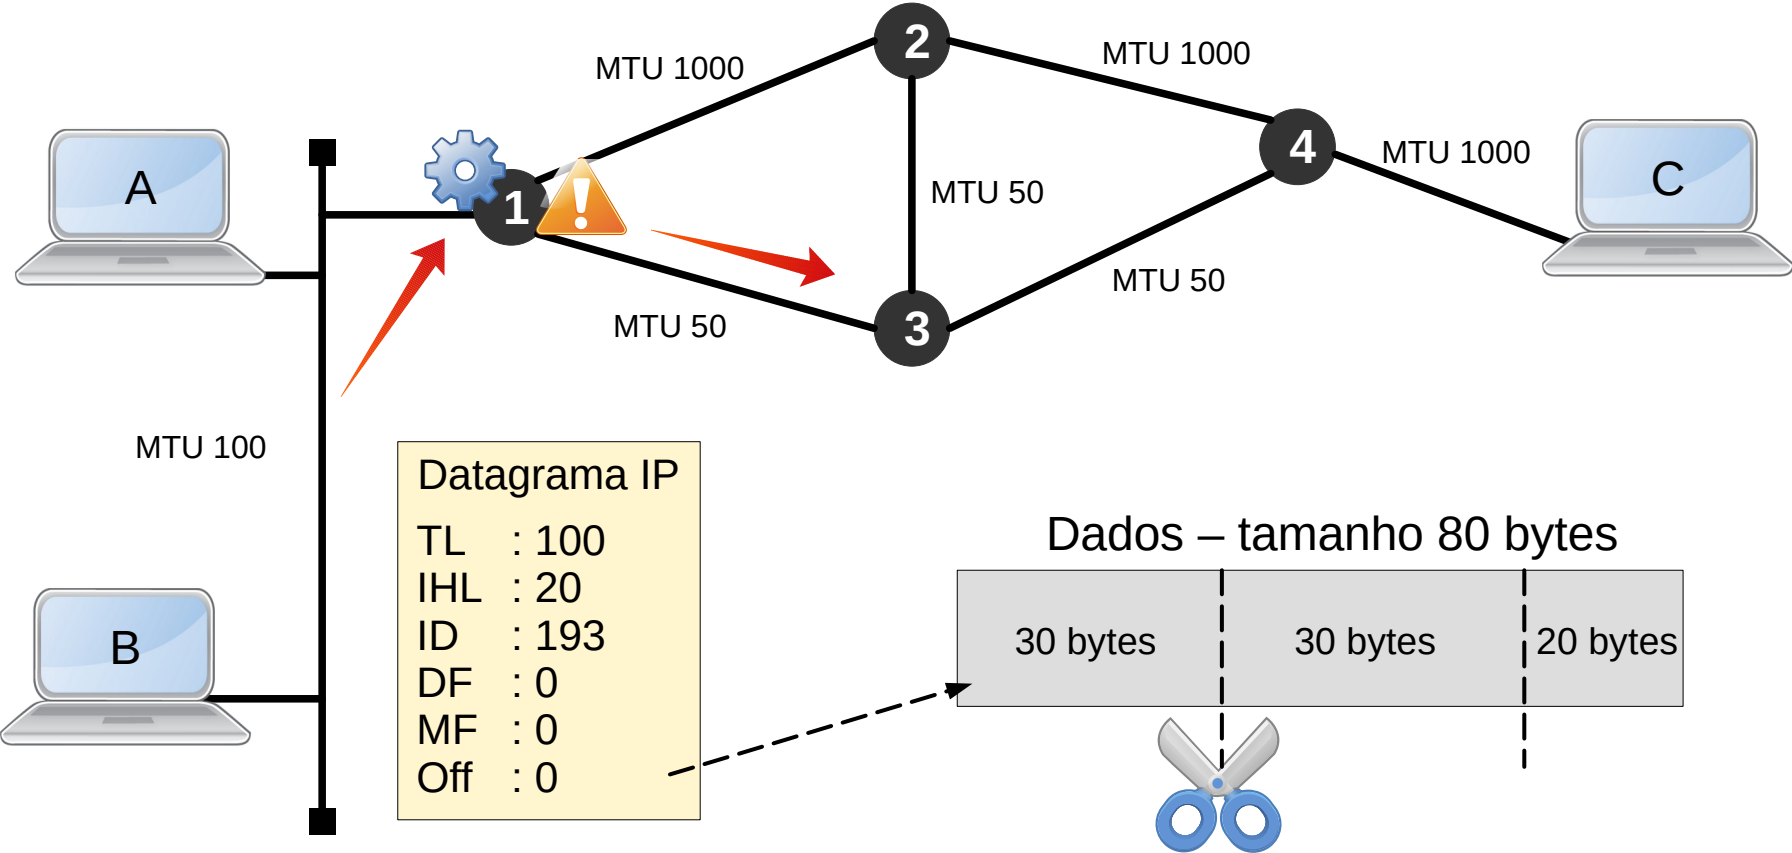 2
MTU 1000
MTU 1000
A
1
4
MTU 1000
C
MTU 50
MTU 50
MTU 50
3
MTU 100
B
Datagrama IP
TL : 100
IHL : 20
ID : 193
DF : 0
MF : 0
Off : 0
Dados – tamanho 80 bytes
30 bytes
30 bytes
20 bytes